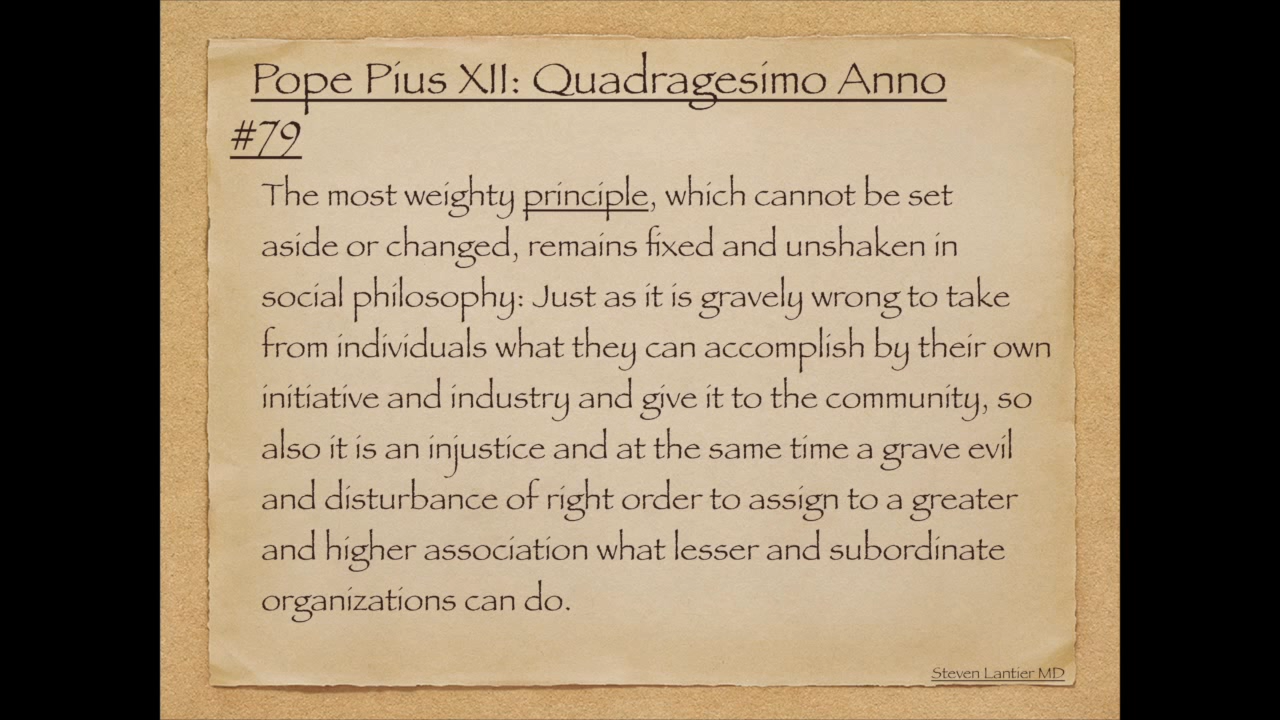 Pope Pius XII: Quadragesimo Anno
#79
The most weighty principle, which cannot be set
aside or changed, remains fixed and unshaken in
social philosophy: Just as it is gravely wrong to take
from individuals what they can accomplish by their own
initiative and industry and give it to the community, so
also it is an injustice and at the same time a grave evil
and disturbance of right order to assign to a greater
and higher association what lesser and subordinate
organizations can do.
Steven Lantier MD